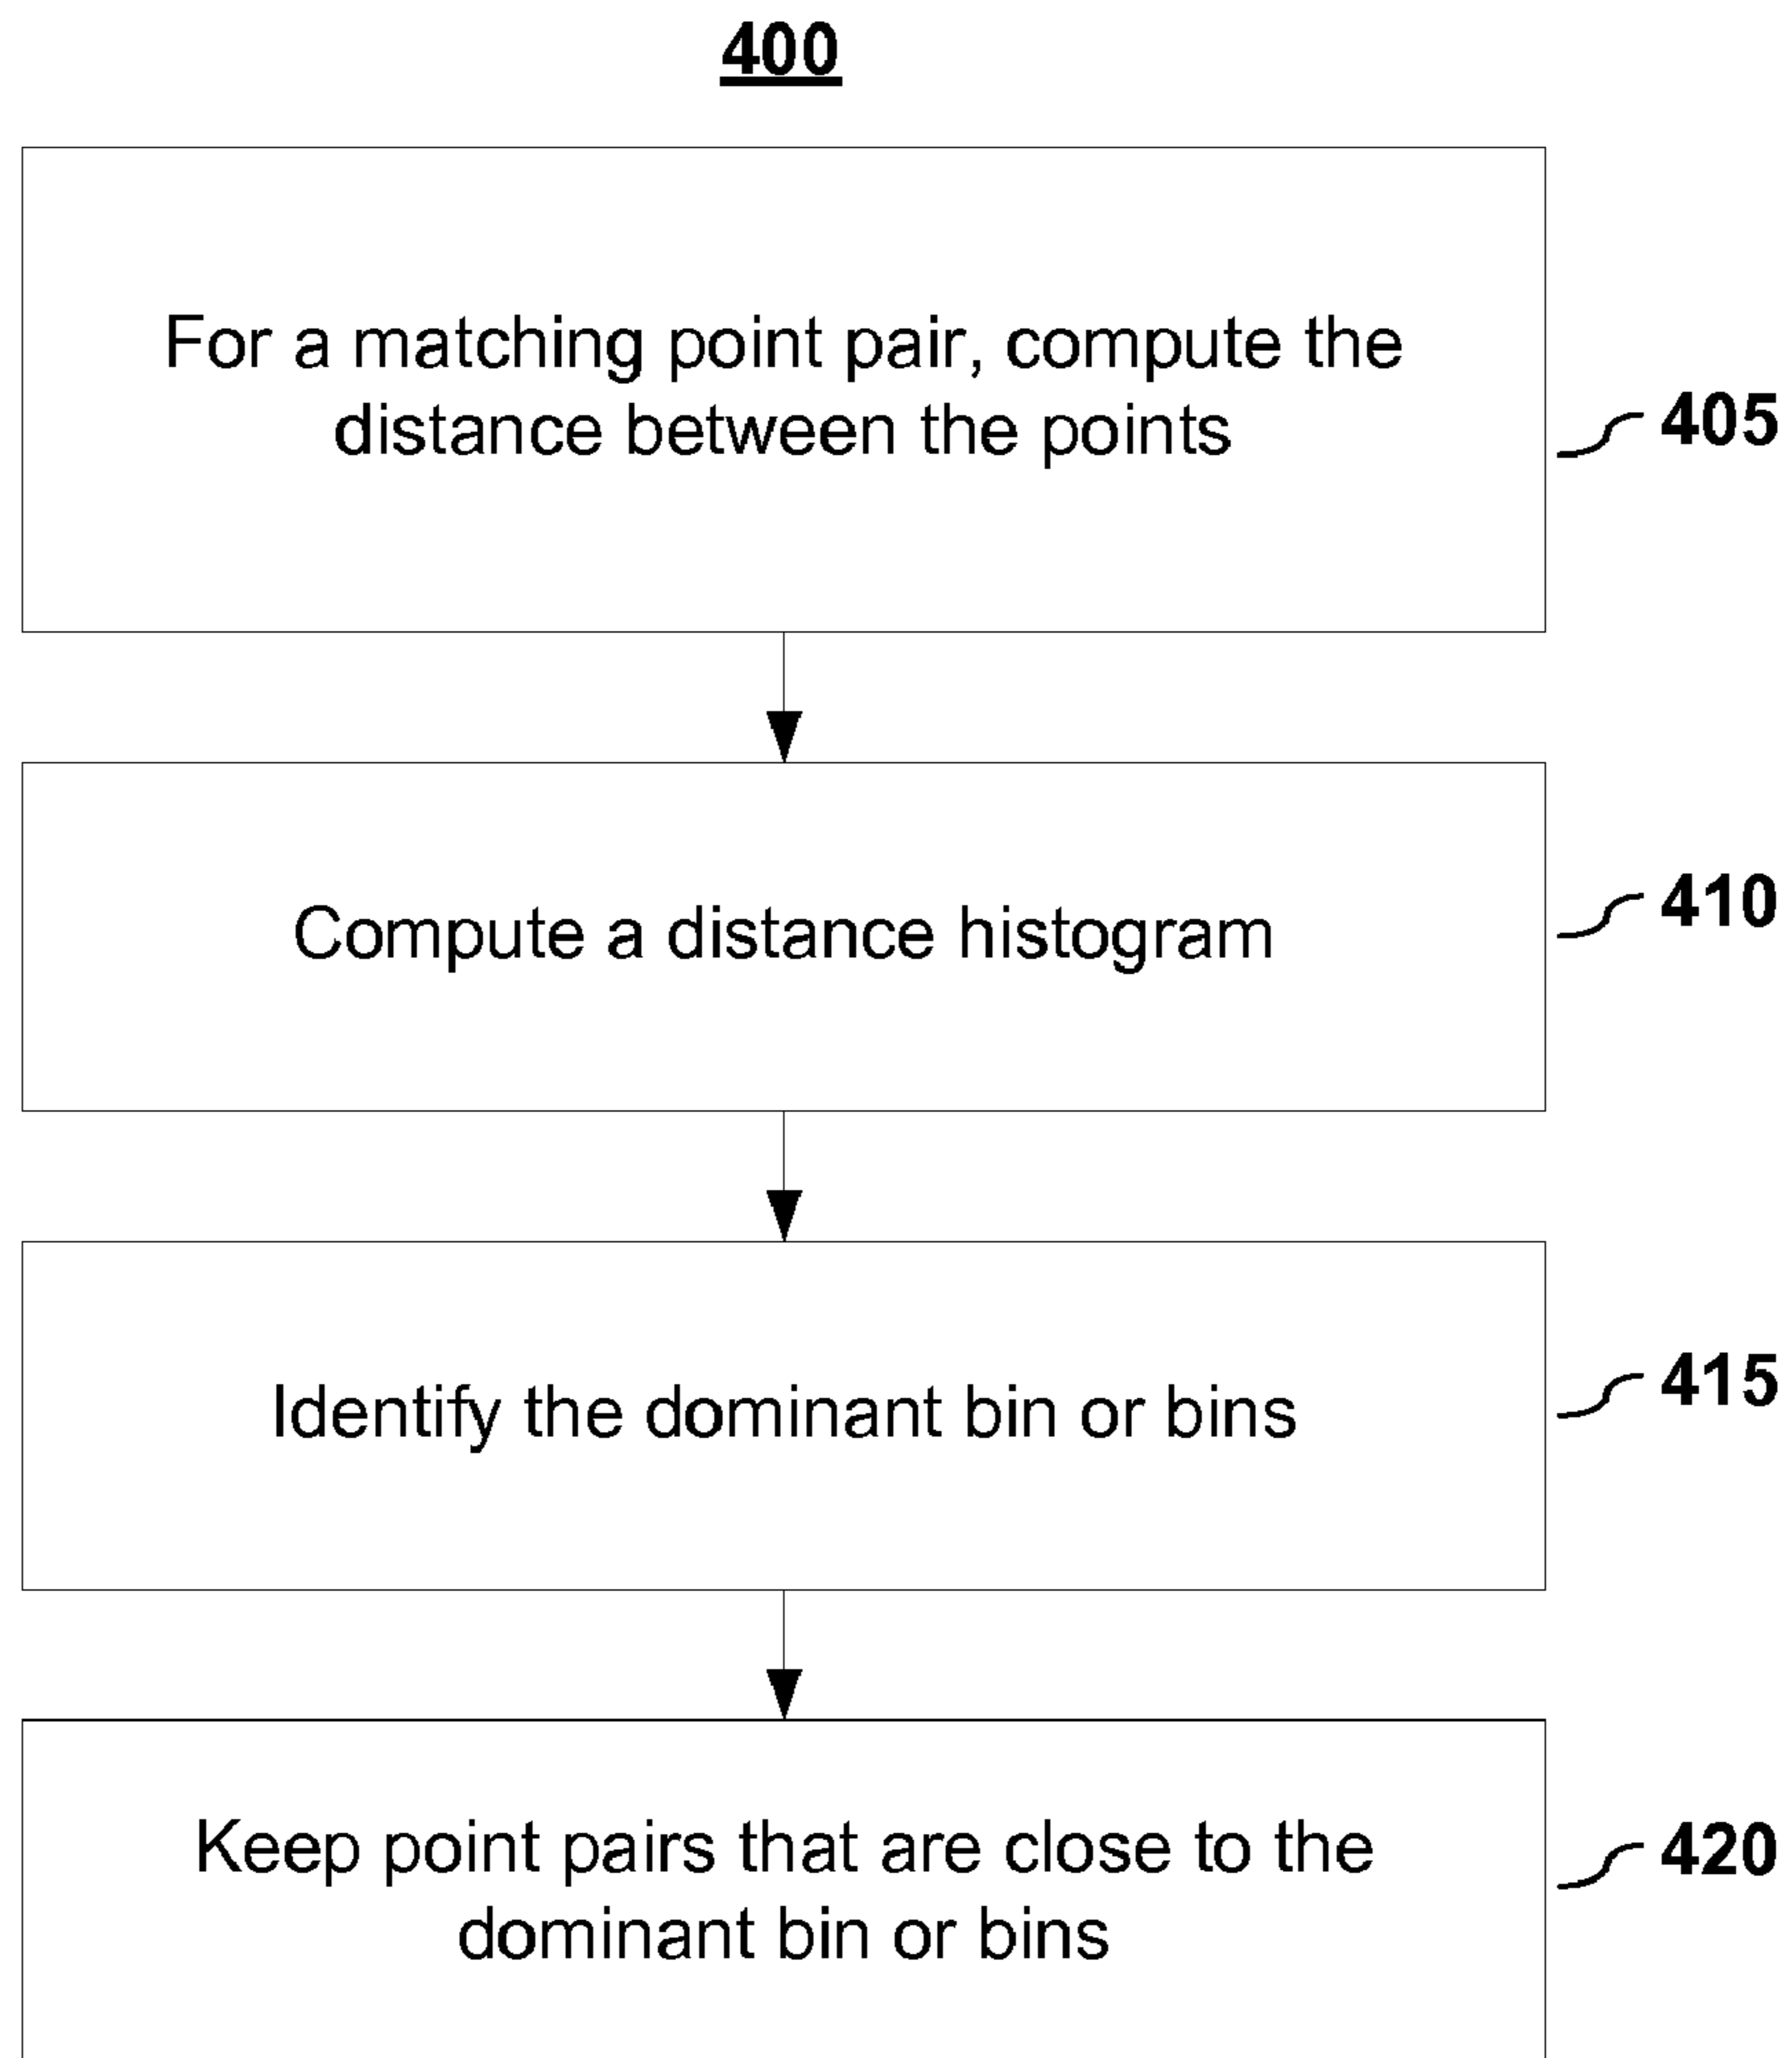 400
For a matching point pair, compute the
distance between the points
405
Compute a distance histogram
410
Identify the dominant bin or bins
415
Keep point pairs that are close to the
dominant bin or bins
420